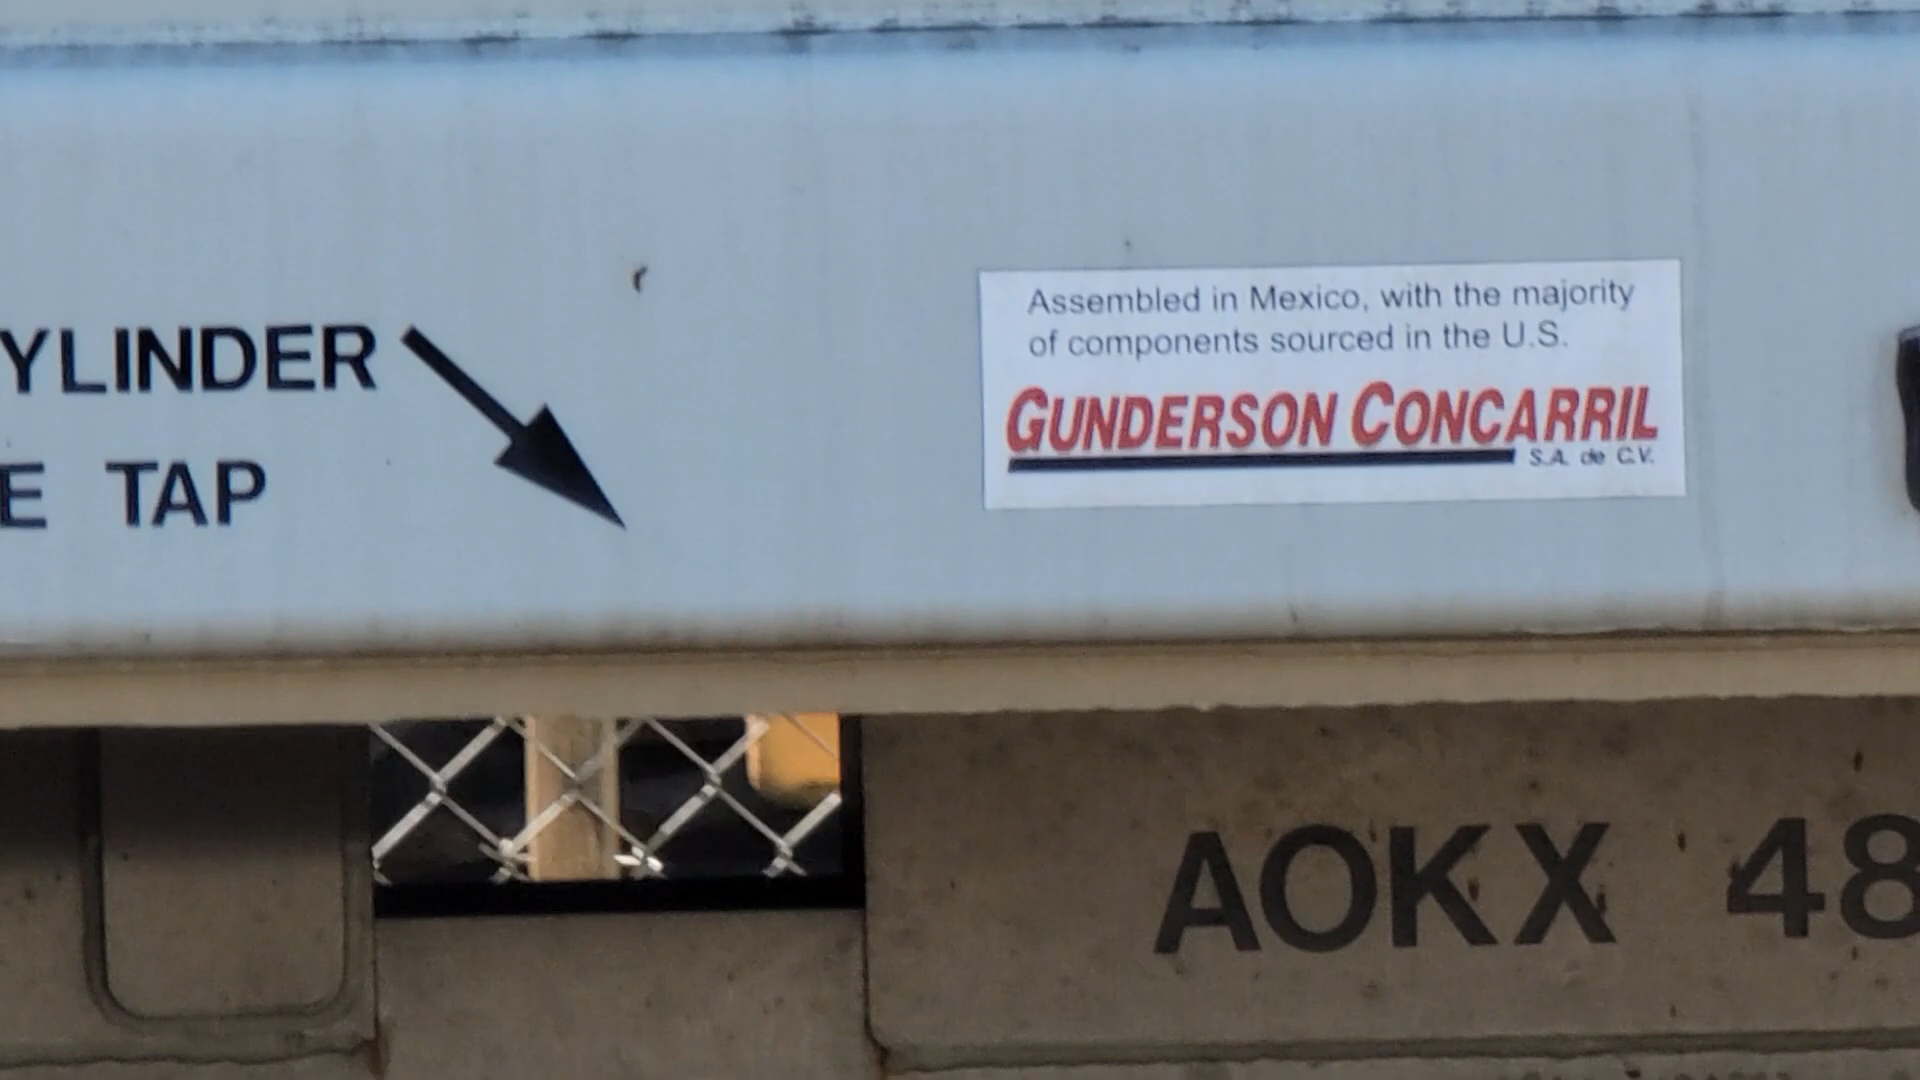 YLINDER
E TAP
Assembled in Mexico, with the majority
of components sourced in the U.S.
GUNDERSON CONCARRIL
S.A. de C.V.
AOKX 48